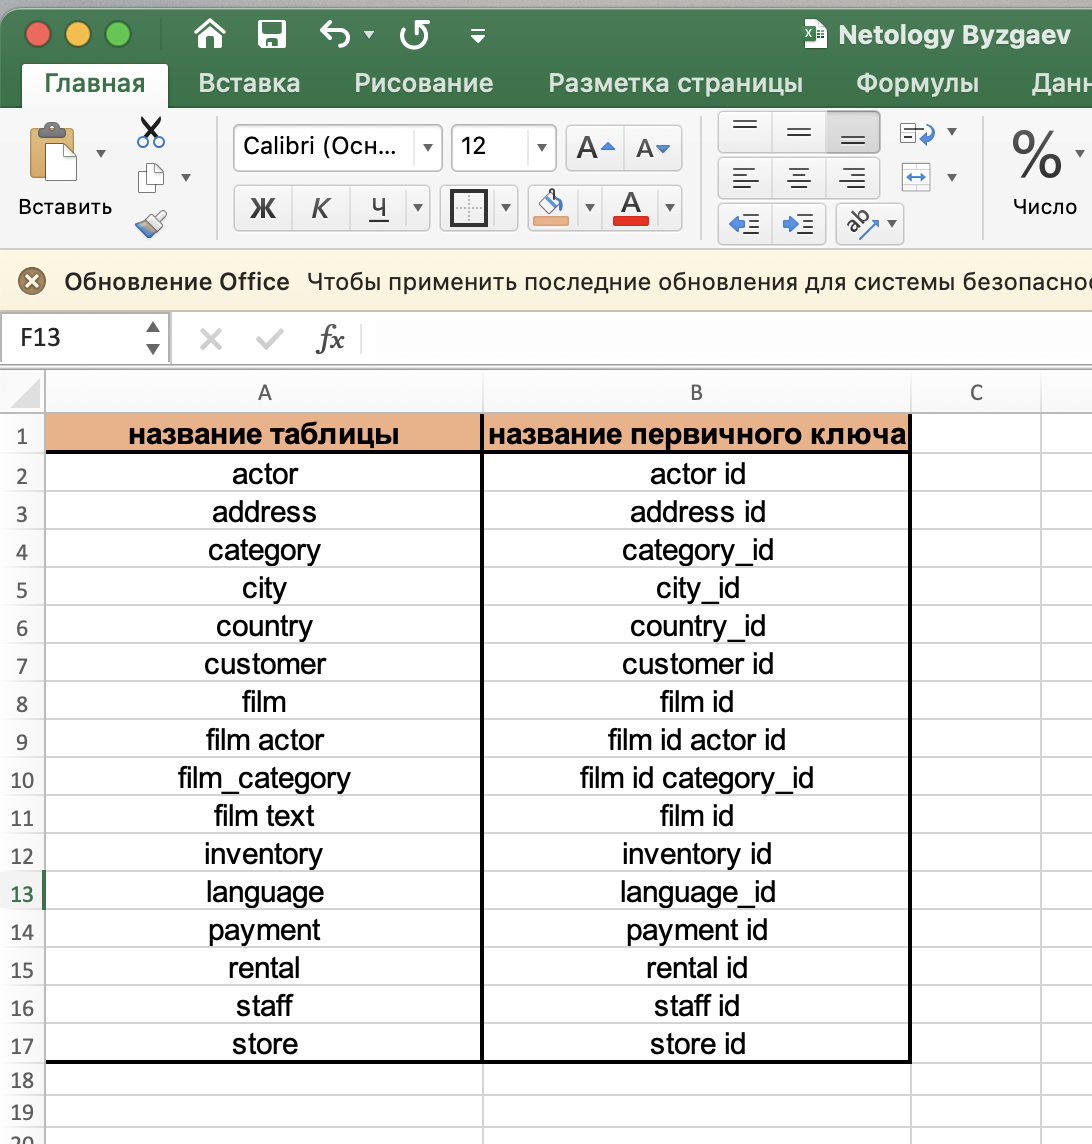 Netology Byzgaev
Главная Вставка Рисование Разметка страницы Формулы Данн
Calibri (Осн... 12 A A
Вставить Ж К Ч A ab % Число
Обновление Office Чтобы применить последние обновления для системы безопасно
F13 fx
A B C
1 название таблицы название первичного ключа
2 actor actor id
3 address address id
4 category category_id
5 city city_id
6 country country_id
7 customer customer id
8 film film id
9 film actor film id actor id
10 film_category film id category_id
11 film text film id
12 inventory inventory id
13 language language_id
14 payment payment id
15 rental rental id
16 staff staff id
17 store store id
18
19
20